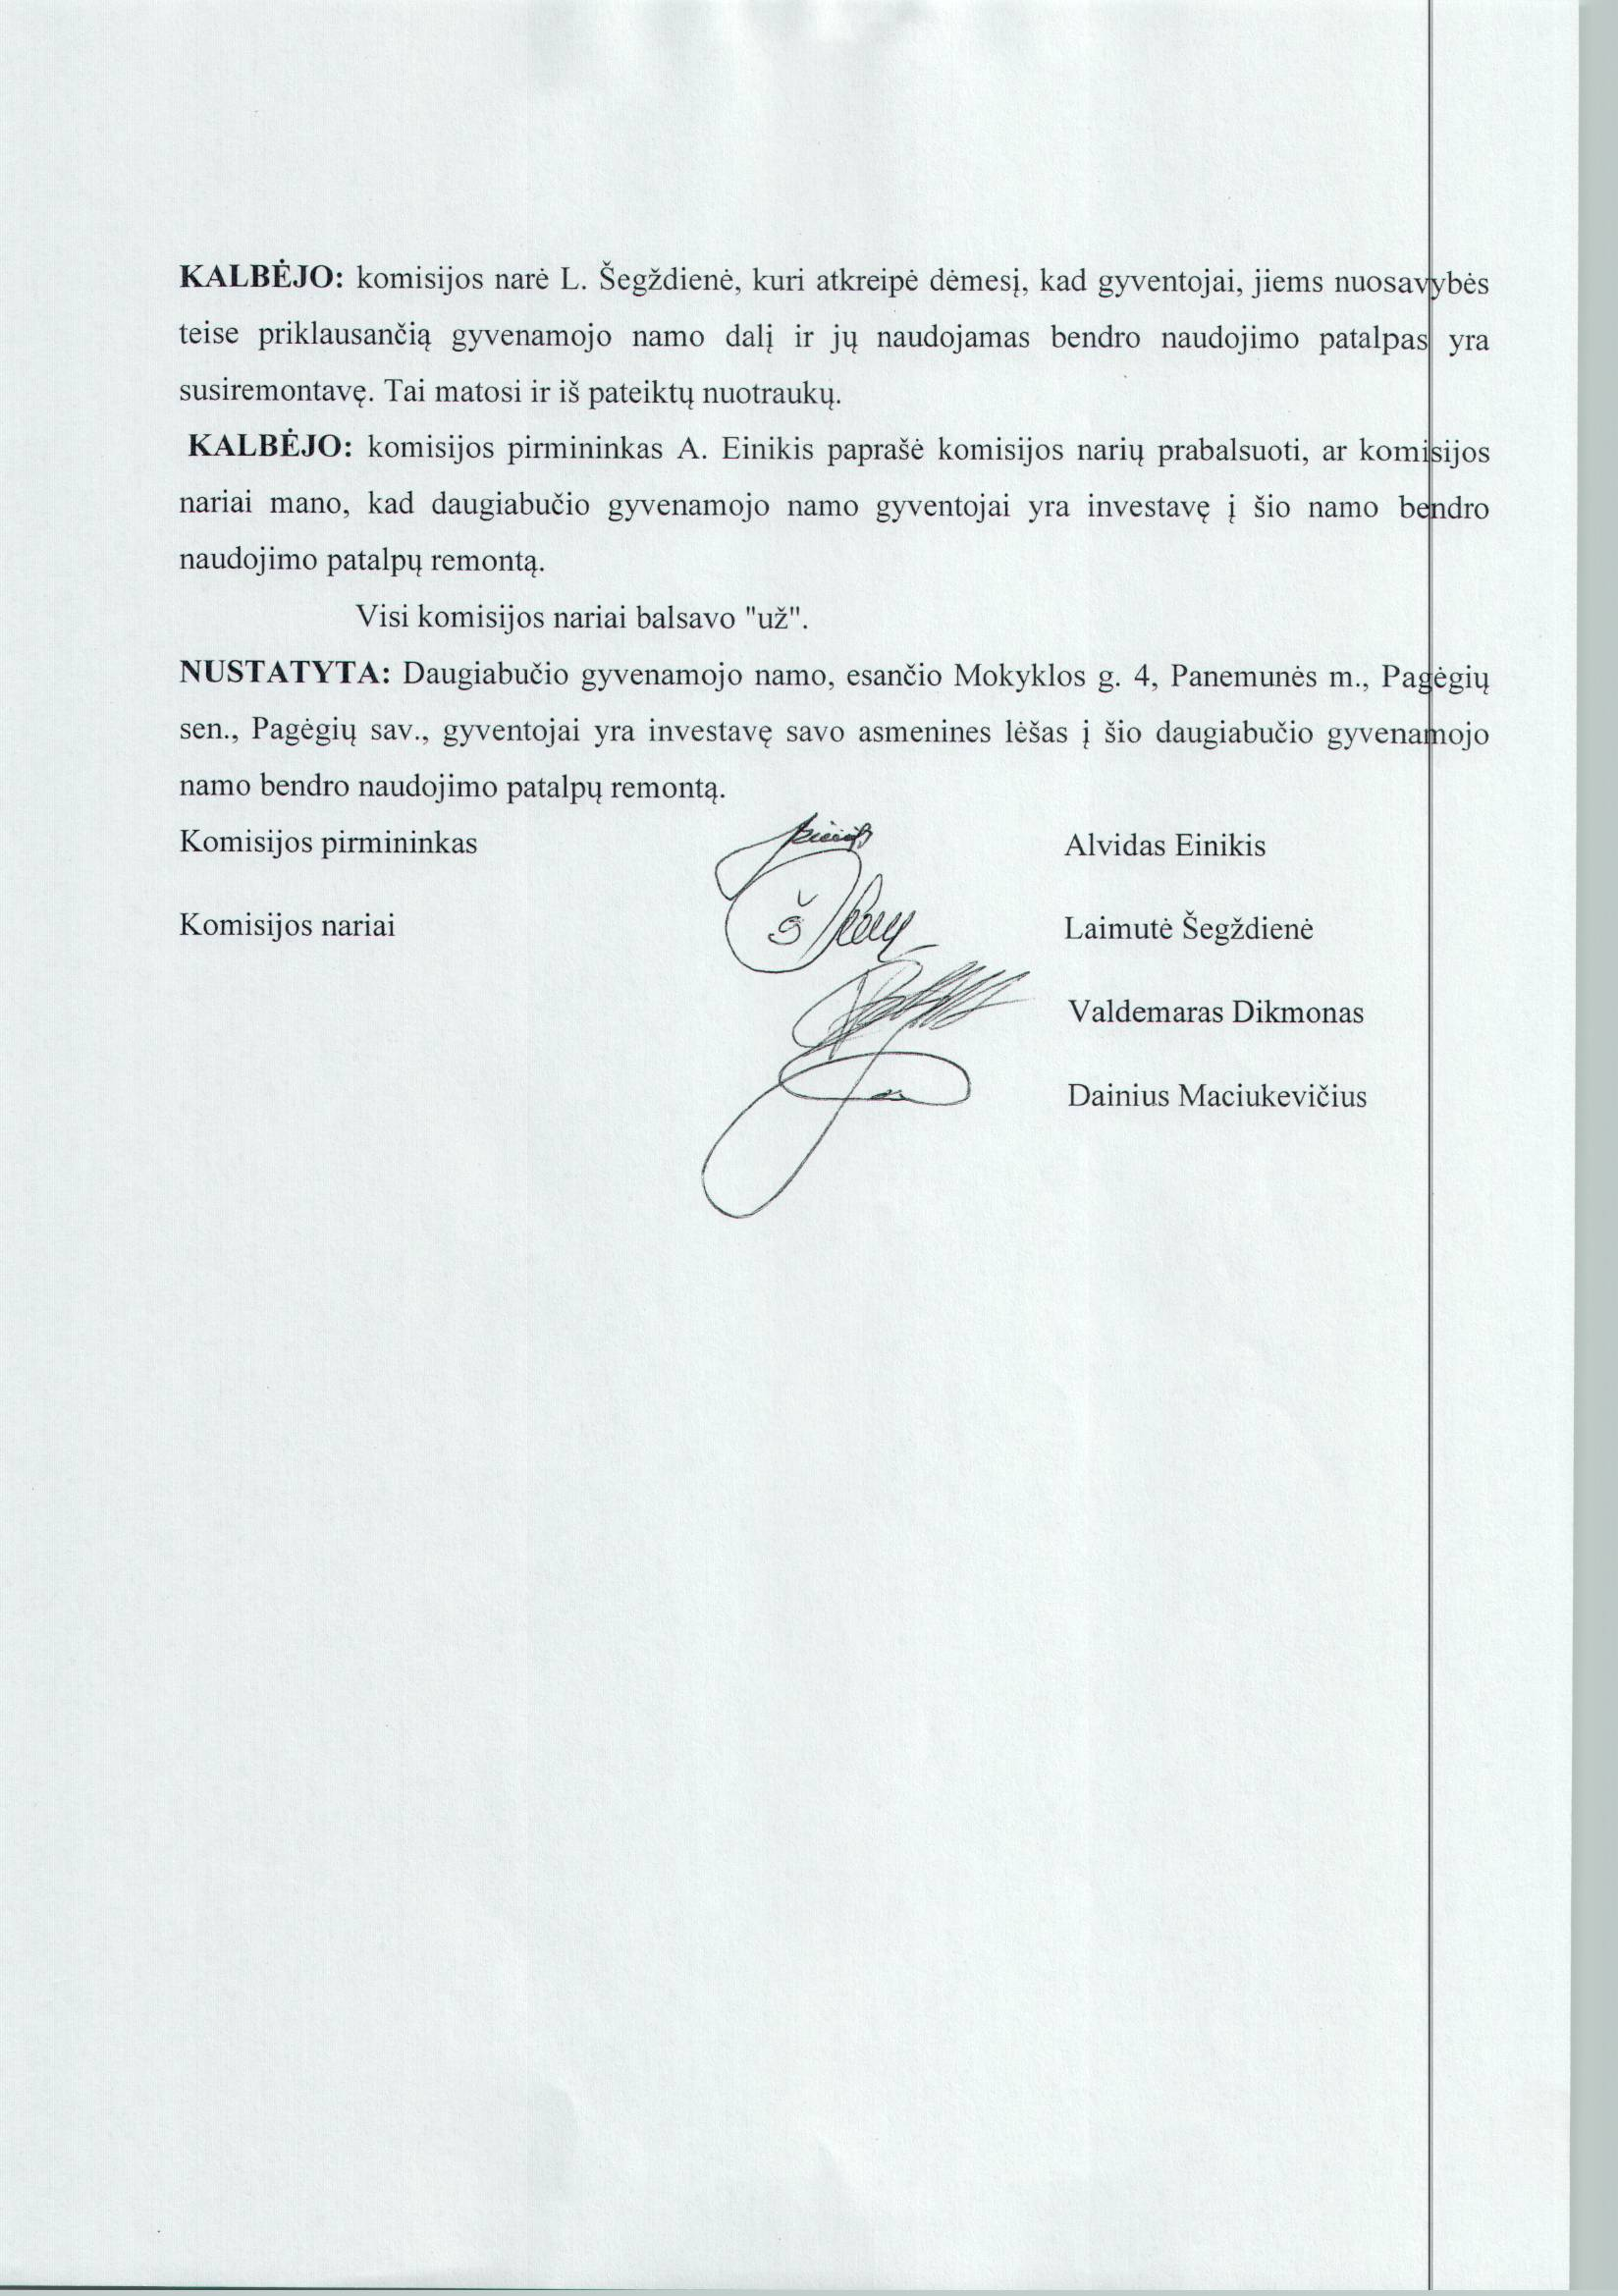 KALBĖJO: komisijos narė L. Šegždienė, kuri atkreipė dėmesį, kad gyventojai, jiems nuosavybės
teise priklausančią gyvenamojo namo dalį ir jų naudojamas bendro naudojimo patalpas yra
susiremontavę. Tai matosi ir iš pateiktų nuotraukų.
KALBĖJO: komisijos pirmininkas A. Einikis paprašė komisijos narių prabalsuoti, ar komisijos
nariai mano, kad daugiabučio gyvenamojo namo gyventojai yra investavę į šio namo bendro
naudojimo patalpų remontą.
Visi komisijos nariai balsavo "už".
NUSTATYTA: Daugiabučio gyvenamojo namo, esančio Mokyklos g. 4, Panemunės m., Pagėgių
sen., Pagėgių sav., gyventojai yra investavę savo asmenines lėšas į šio daugiabučio gyvenamojo
namo bendro naudojimo patalpų remontą.
Komisijos pirmininkas Alvidas Einikis
Komisijos nariai Laimutė Šegždienė
Valdemaras Dikmonas
Dainius Maciukevičius